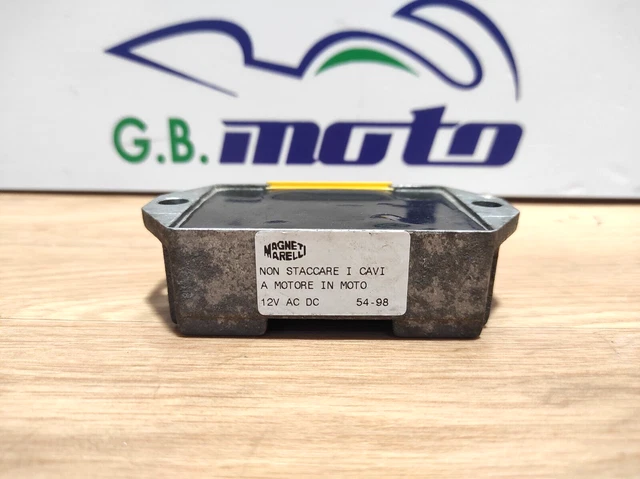 G.B. moto
MAGNETI
MARELLI
NON STACCARE I CAVI
A MOTORE IN MOTO
12V AC DC 54-98